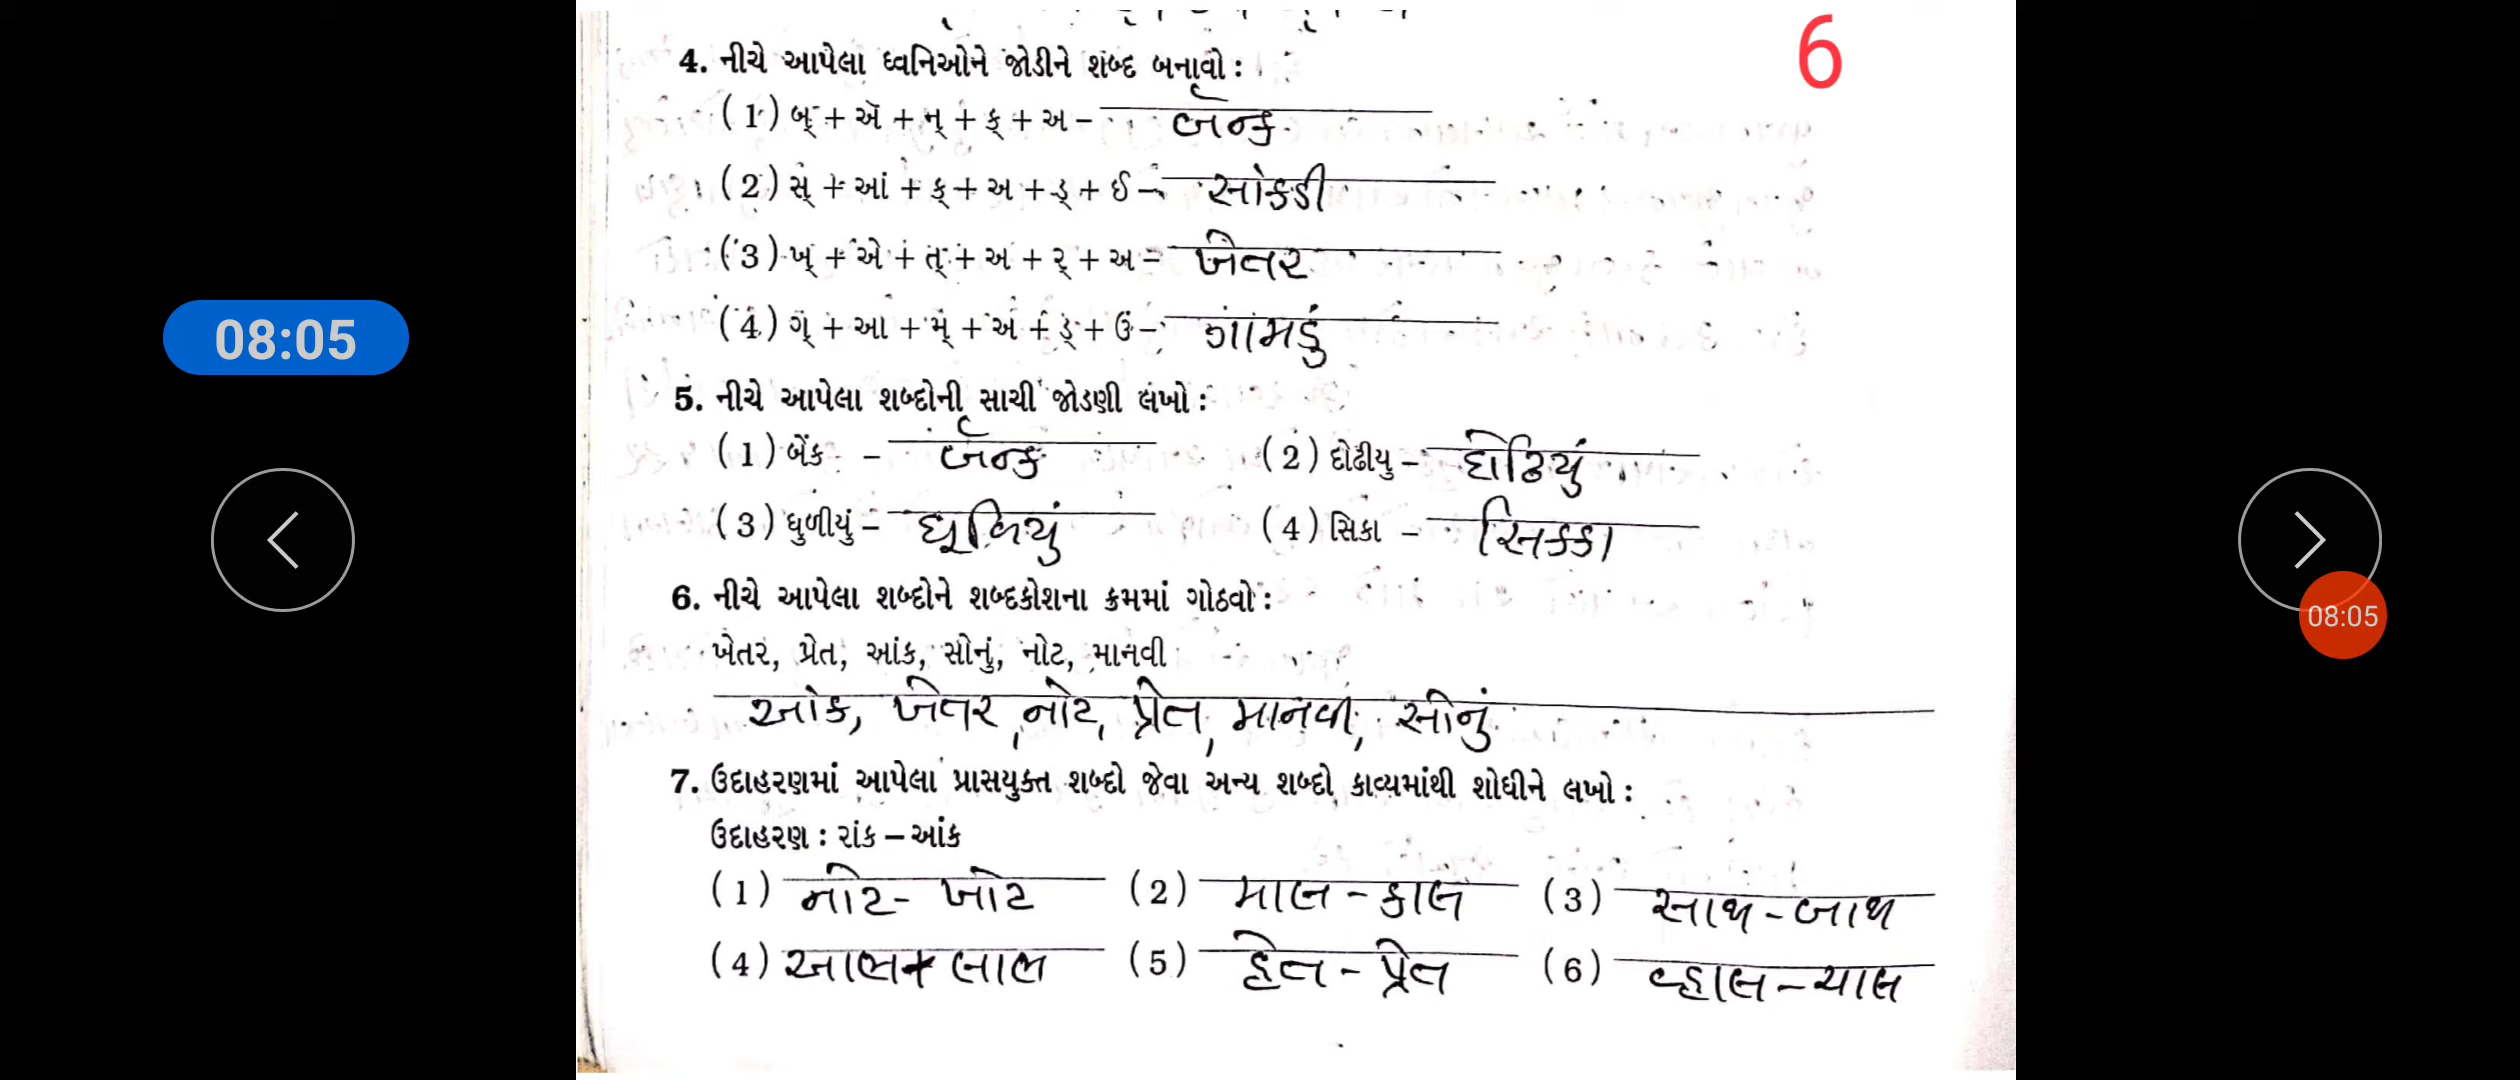 6
4. નીચે આપેલા ધ્વનિઓને જોડીને શબ્દ બનાવો :
(1) બ્ + ઍ + ન્ + ક્ + અ – બૅન્ક
(2) સ્ + આં + ક્ + અ + ડ્ + ઈ – સાંકડી
(3) ખ્ + એ + ત્ + અ + ર્ + અ – ખેતર
(4) ગ્ + આ + મ્ + અ + ડ્ + ઉં – ગામડું
08:05
5. નીચે આપેલા શબ્દોની સાચી જોડણી લખો :
(1) બેંક – બૅન્ક (2) દોઢીયુ – દોઢિયું
(3) ધુળીયું – ધૂળિયું (4) સિકા – સિક્કા
6. નીચે આપેલા શબ્દોને શબ્દકોશના ક્રમમાં ગોઠવો :
08:05
ખેતર, પ્રેત, આંક, સોનું, નોટ, માનવી
આંક, ખેતર, નોટ, પ્રેત, માનવી, સોનું
7. ઉદાહરણમાં આપેલા પ્રાસયુક્ત શબ્દો જેવા અન્ય શબ્દો કાવ્યમાંથી શોધીને લખો :
ઉદાહરણ : રાંક – આંક
(1) નોટ - ખોટ (2) માલ - કાલ (3) સાથ - બાથ
(4) આભ - લાભ (5) હેત - પ્રેત (6) વ્હાલ - ચાલ